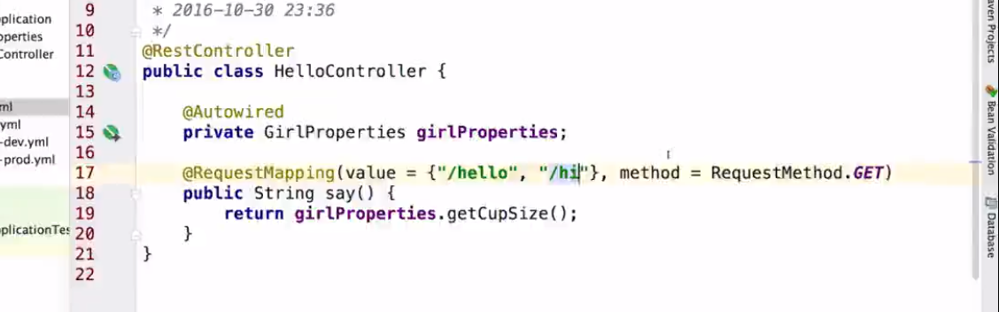 plication
operties
Controller
ml
yml
-dev.yml
-prod.yml
plicationTes
9 * 2016-10-30 23:36
10 */
11 @RestController
12 public class HelloController {
13
14 @Autowired
15 private GirlProperties girlProperties;
16
17 @RequestMapping(value = {"/hello", "/hi"}, method = RequestMethod.GET)
18 public String say() {
19 return girlProperties.getCupSize();
20 }
21 }
22
aven Projects
Bean Validation
Database